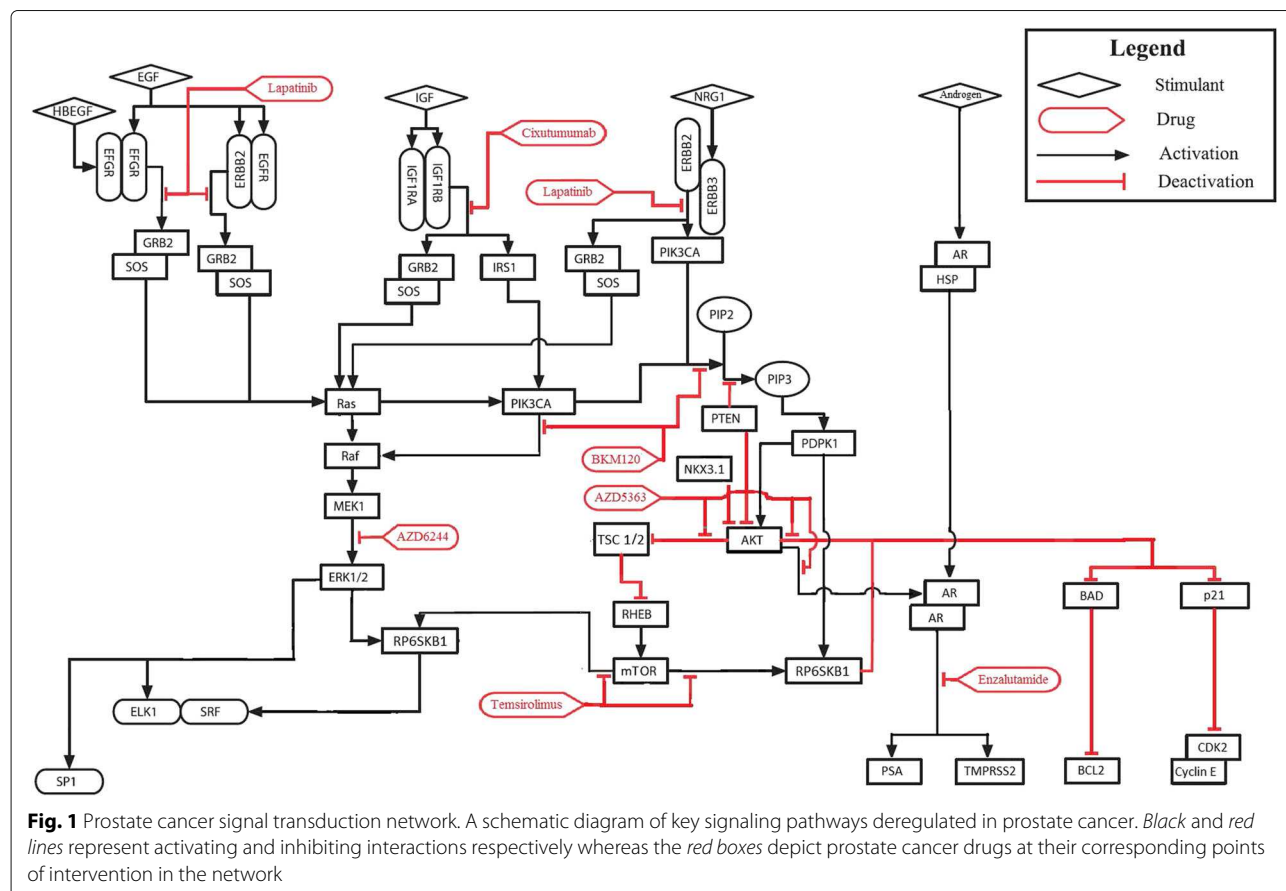 Legend
Stimulant
Drug
Activation
Deactivation
EGF
Lapatinib
HBEGF
IGF
NRG1
Androgen
EFGR
EFGR
ERBB2
EGFR
Cixutumumab
IGF1RA
IGF1RB
ERBB2
ERBB3
Lapatinib
GRB2
SOS
GRB2
SOS
GRB2
SOS
IRS1
GRB2
SOS
PIK3CA
AR
HSP
PIP2
PIP3
Ras
PIK3CA
PTEN
PDPK1
Raf
BKM120
NKX3.1
MEK1
AZD5363
AZD6244
TSC 1/2
AKT
ERK1/2
RHEB
AR
AR
BAD
p21
RP6SKB1
mTOR
RP6SKB1
Enzalutamide
Temsirolimus
ELK1
SRF
SP1
PSA
TMPRSS2
BCL2
CDK2
Cyclin E
Fig. 1 Prostate cancer signal transduction network. A schematic diagram of key signaling pathways deregulated in prostate cancer. Black and red
lines represent activating and inhibiting interactions respectively whereas the red boxes depict prostate cancer drugs at their corresponding points
of intervention in the network